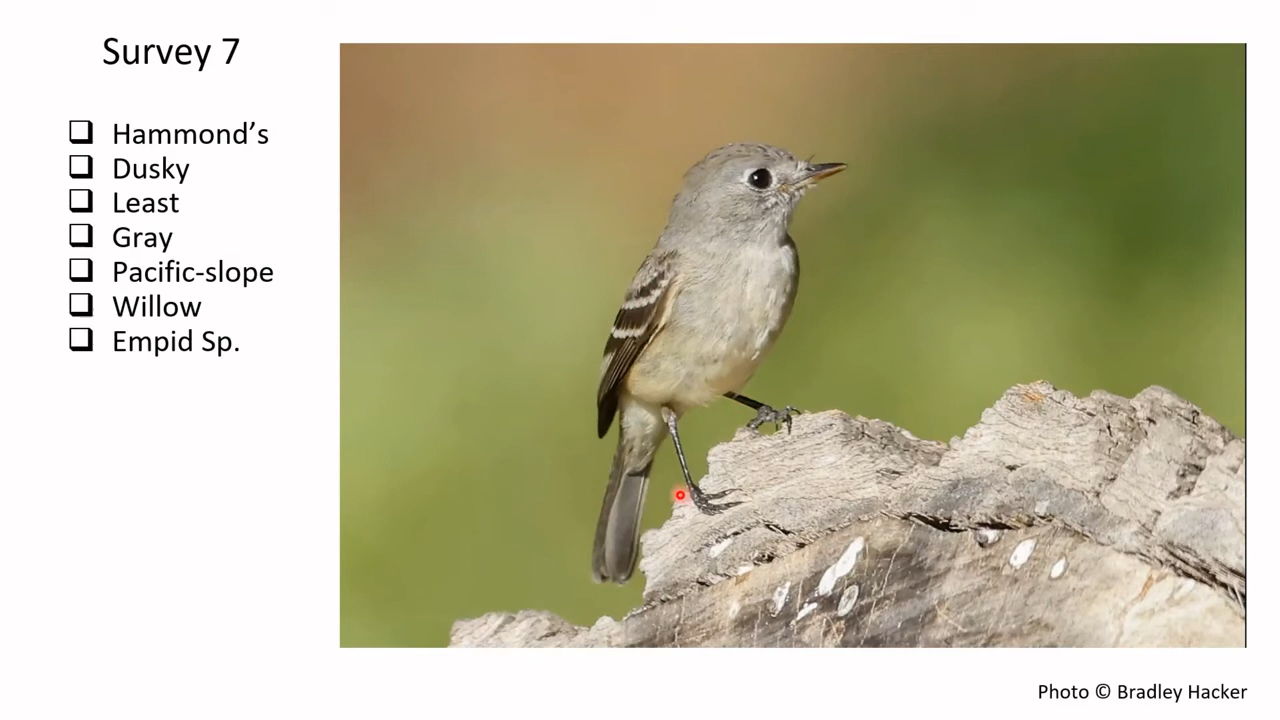 Survey 7
Hammond’s
Dusky
Least
Gray
Pacific-slope
Willow
Empid Sp.
Photo © Bradley Hacker